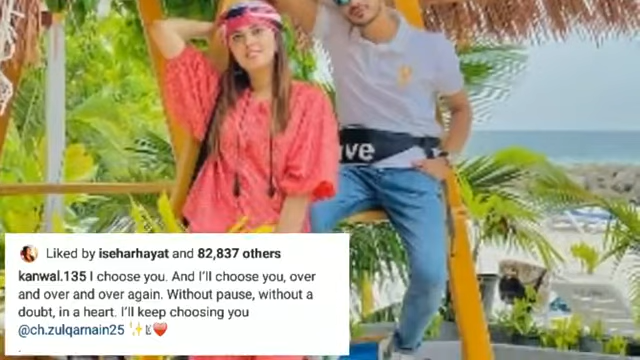 ve
Liked by iseharhayat and 82,837 others
kanwal.135 I choose you. And I'll choose you, over
and over and over again. Without pause, without a
doubt, in a heart. I'll keep choosing you
@ch.zulqarnain25 ✨🐰❤️